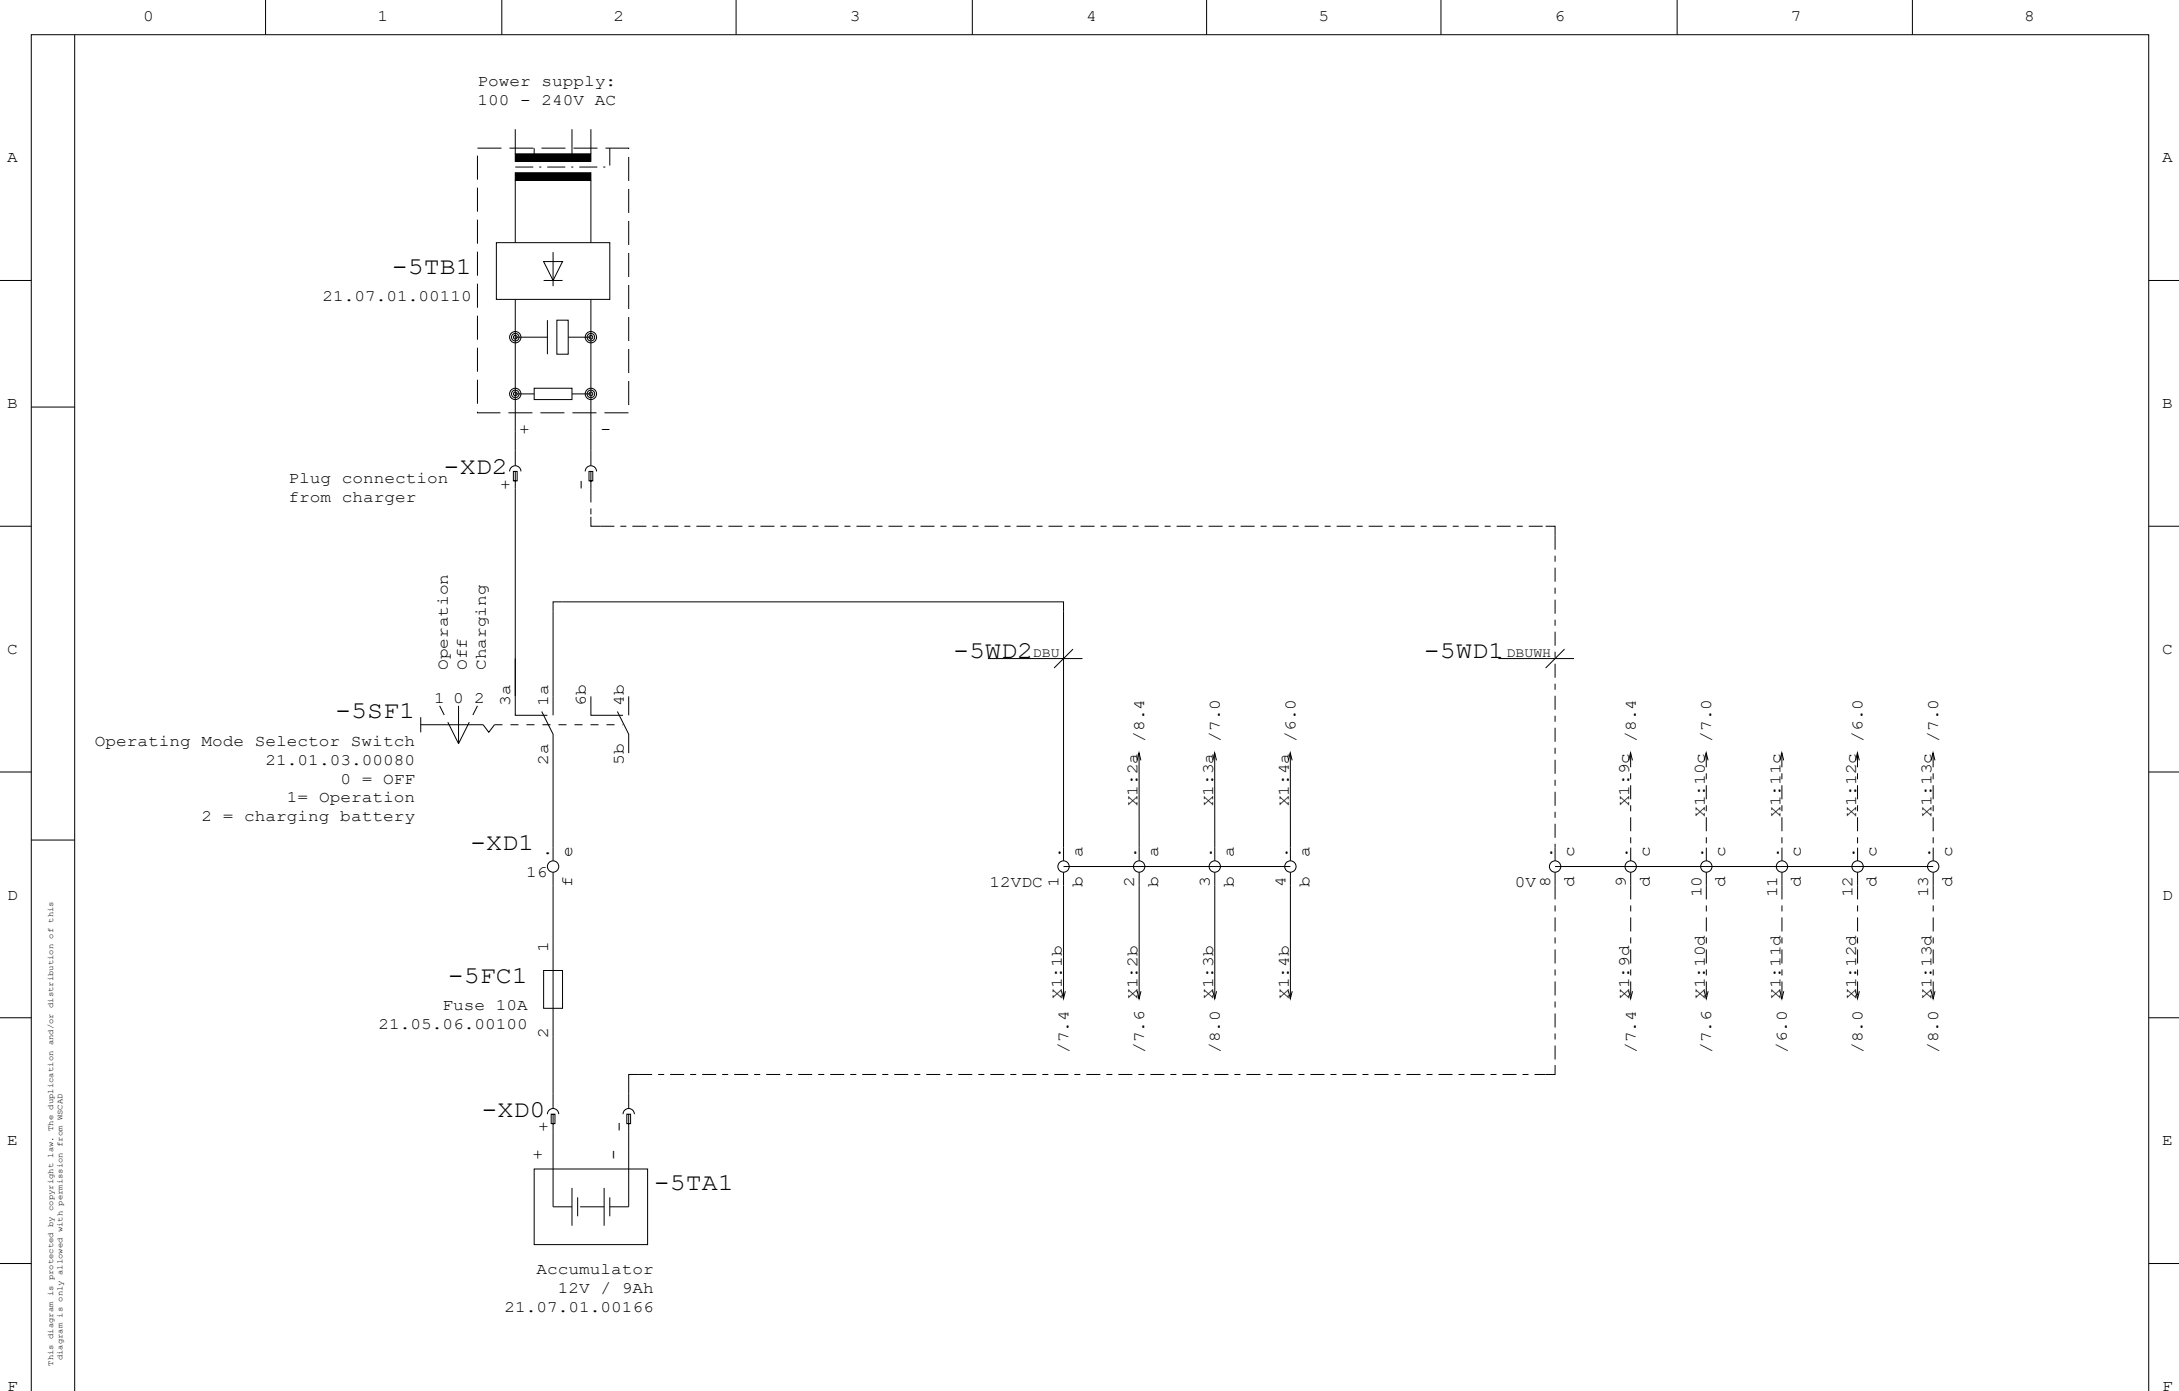 0 1 2 3 4 5 6 7 8
Power supply:
100 - 240V AC
A A
-5TB1
21.07.01.00110
B B
+ -
-XD2
+ -
Plug connection
from charger
Operation
Off
Charging
C C
-5WD2 DBU
-5WD1 DBUWH
3a 1a 6b 4b
1 0 2
-5SF1
2a 5b
Operating Mode Selector Switch
21.01.03.00080
0 = OFF
1= Operation
2 = charging battery
/8.4 /7.0 /6.0
X1:2a X1:3a X1:4a
/8.4 /7.0 /6.0 /7.0
X1:9c X1:10c X1:11c X1:12c X1:13c
-XD1
16 . e f
. a . a . a . a
12VDC 1 b 2 b 3 b 4 b
. c . c . c . c . c . c
0V 8 d 9 d 10 d 11 d 12 d 13 d
D D
X1:1b X1:2b X1:3b X1:4b
/7.4 /7.6 /8.0
X1:9d X1:10d X1:11d X1:12d X1:13d
/7.4 /7.6 /6.0 /8.0 /8.0
1
-5FC1
Fuse 10A
21.05.06.00100
2
-XD0
+ -
+ -
E E
-5TA1
Accumulator
12V / 9Ah
21.07.01.00166
This diagram is protected by copyright law. The duplication and/or distribution of this
diagram is only allowed with permission from WSCAD
F F